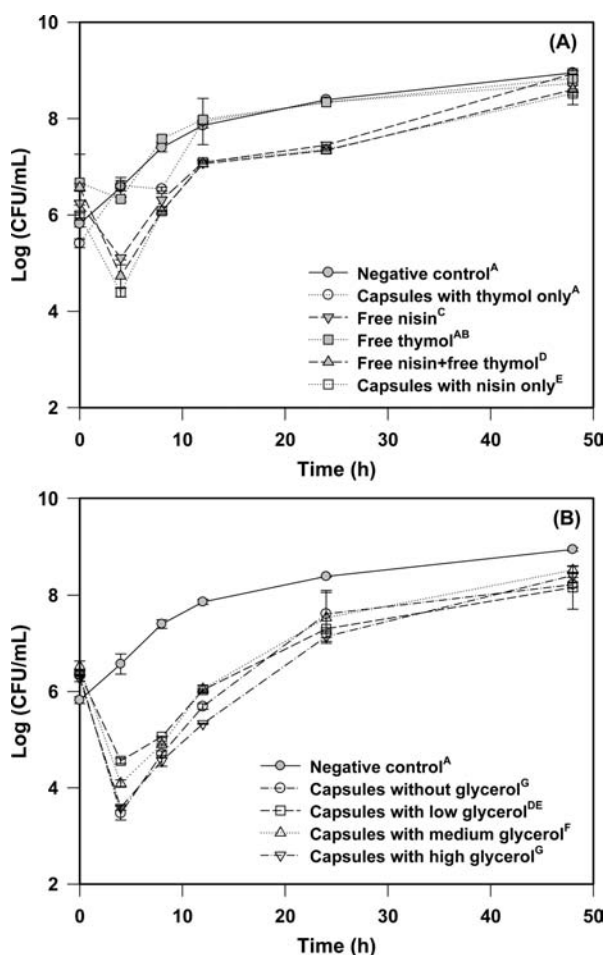 (A)
10
8
6
4
2
Log (CFU/mL)
Negative control^A
Capsules with thymol only^A
Free nisin^C
Free thymol^AB
Free nisin+free thymol^D
Capsules with nisin only^E
0 10 20 30 40 50
Time (h)
(B)
10
8
6
4
2
Log (CFU/mL)
Negative control^A
Capsules without glycerol^G
Capsules with low glycerol^DE
Capsules with medium glycerol^F
Capsules with high glycerol^G
0 10 20 30 40 50
Time (h)